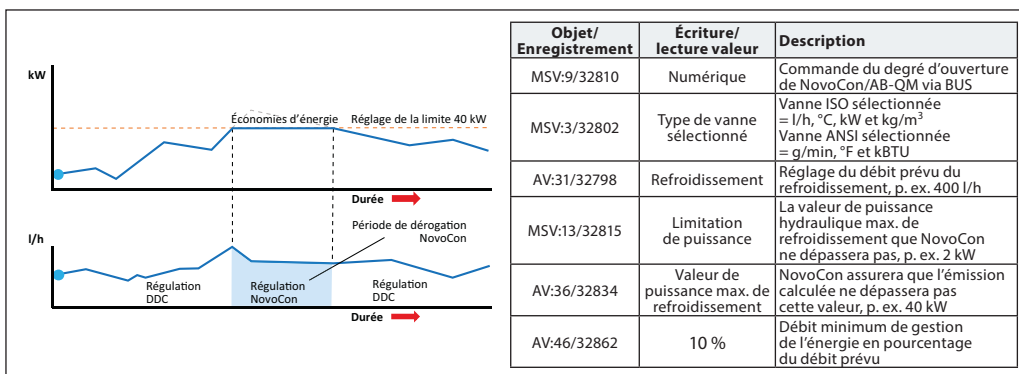 kW
Économies d'énergie
Réglage de la limite 40 kW
Durée
Période de dérogation
NovoCon
l/h
Régulation
DDC
Régulation
NovoCon
Régulation
DDC
Durée
Objet/
Enregistrement
Écriture/
lecture valeur
Description
MSV:9/32810
Numérique
Commande du degré d'ouverture
de NovoCon/AB-QM via BUS
MSV:3/32802
Type de vanne
sélectionné
Vanne ISO sélectionnée
= l/h, °C, kW et kg/m³
Vanne ANSI sélectionnée
= g/min, °F et kBTU
AV:31/32798
Refroidissement
Réglage du débit prévu du
refroidissement, p. ex. 400 l/h
MSV:13/32815
Limitation
de puissance
La valeur de puissance
hydraulique max. de
refroidissement que NovoCon
ne dépassera pas, p. ex. 2 kW
AV:36/32834
Valeur de
puissance max. de
refroidissement
NovoCon assurera que l'émission
calculée ne dépassera pas
cette valeur, p. ex. 40 kW
AV:46/32862
10 %
Débit minimum de gestion
de l'énergie en pourcentage
du débit prévu